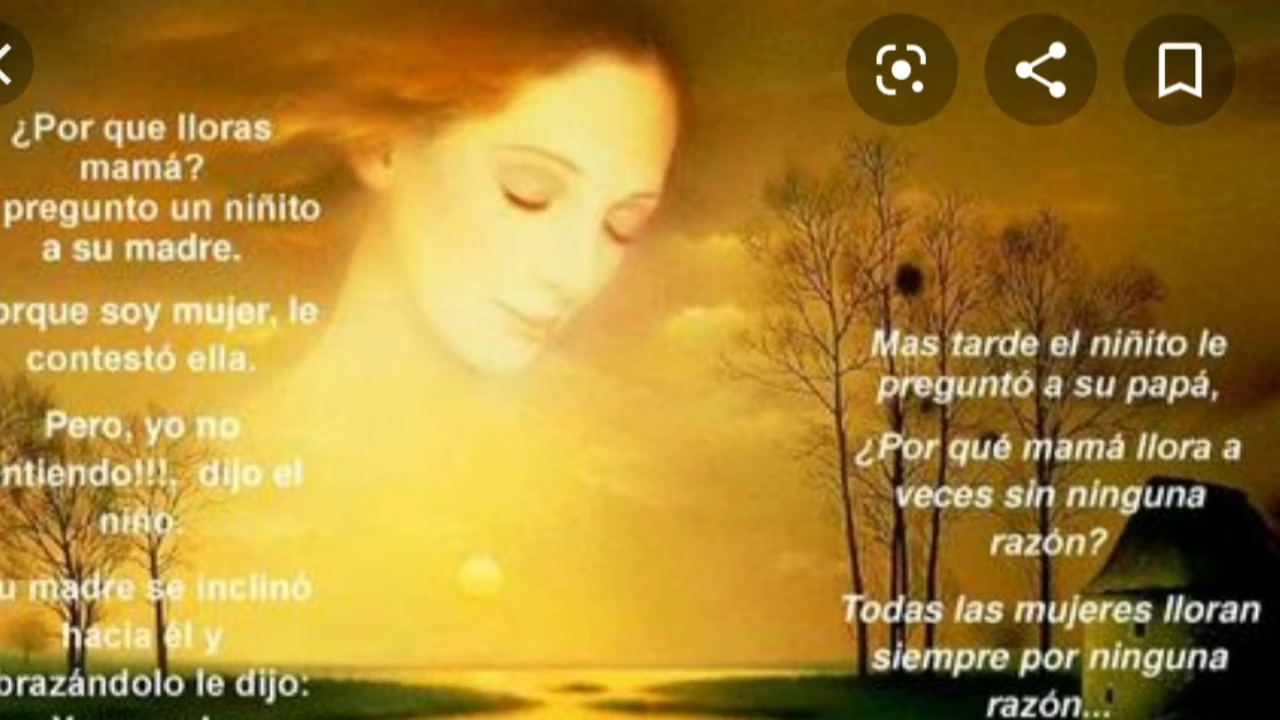 ¿Por que lloras
mamá?
pregunto un niñito
a su madre.
orque soy mujer, le
contestó ella.
Pero, yo no
ntiendo!!!, dijo el
niño.
u madre se inclinó
hacia él y
brazándolo le dijo:
Mas tarde el niñito le
preguntó a su papá,
¿Por qué mamá llora a
veces sin ninguna
razón?
Todas las mujeres lloran
siempre por ninguna
razón...